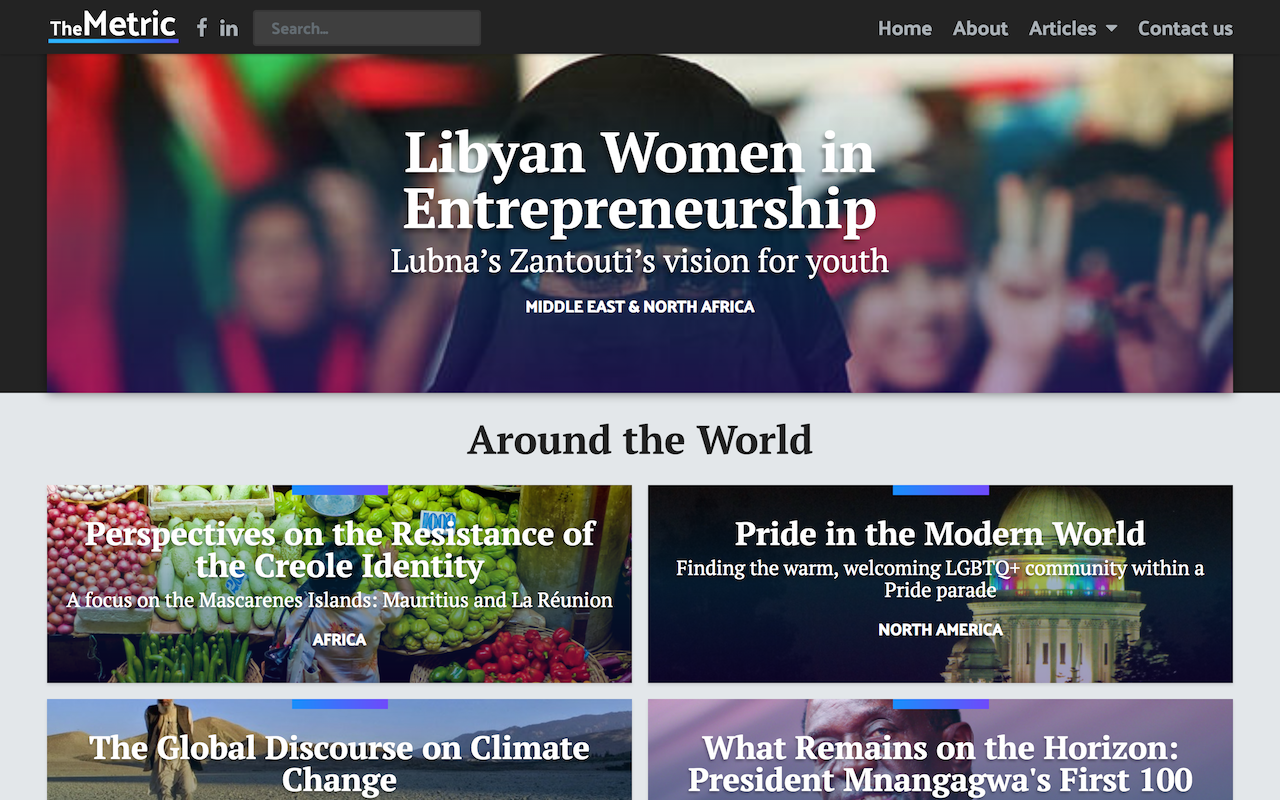 TheMetric
Search...
Home
About
Articles
Contact us
Libyan Women in
Entrepreneurship
Lubna’s Zantouti’s vision for youth
MIDDLE EAST & NORTH AFRICA
Around the World
Perspectives on the Resistance of
the Creole Identity
A focus on the Mascarenes Islands: Mauritius and La Réunion
AFRICA
Pride in the Modern World
Finding the warm, welcoming LGBTQ+ community within a
Pride parade
NORTH AMERICA
The Global Discourse on Climate
Change
What Remains on the Horizon:
President Mnangagwa's First 100